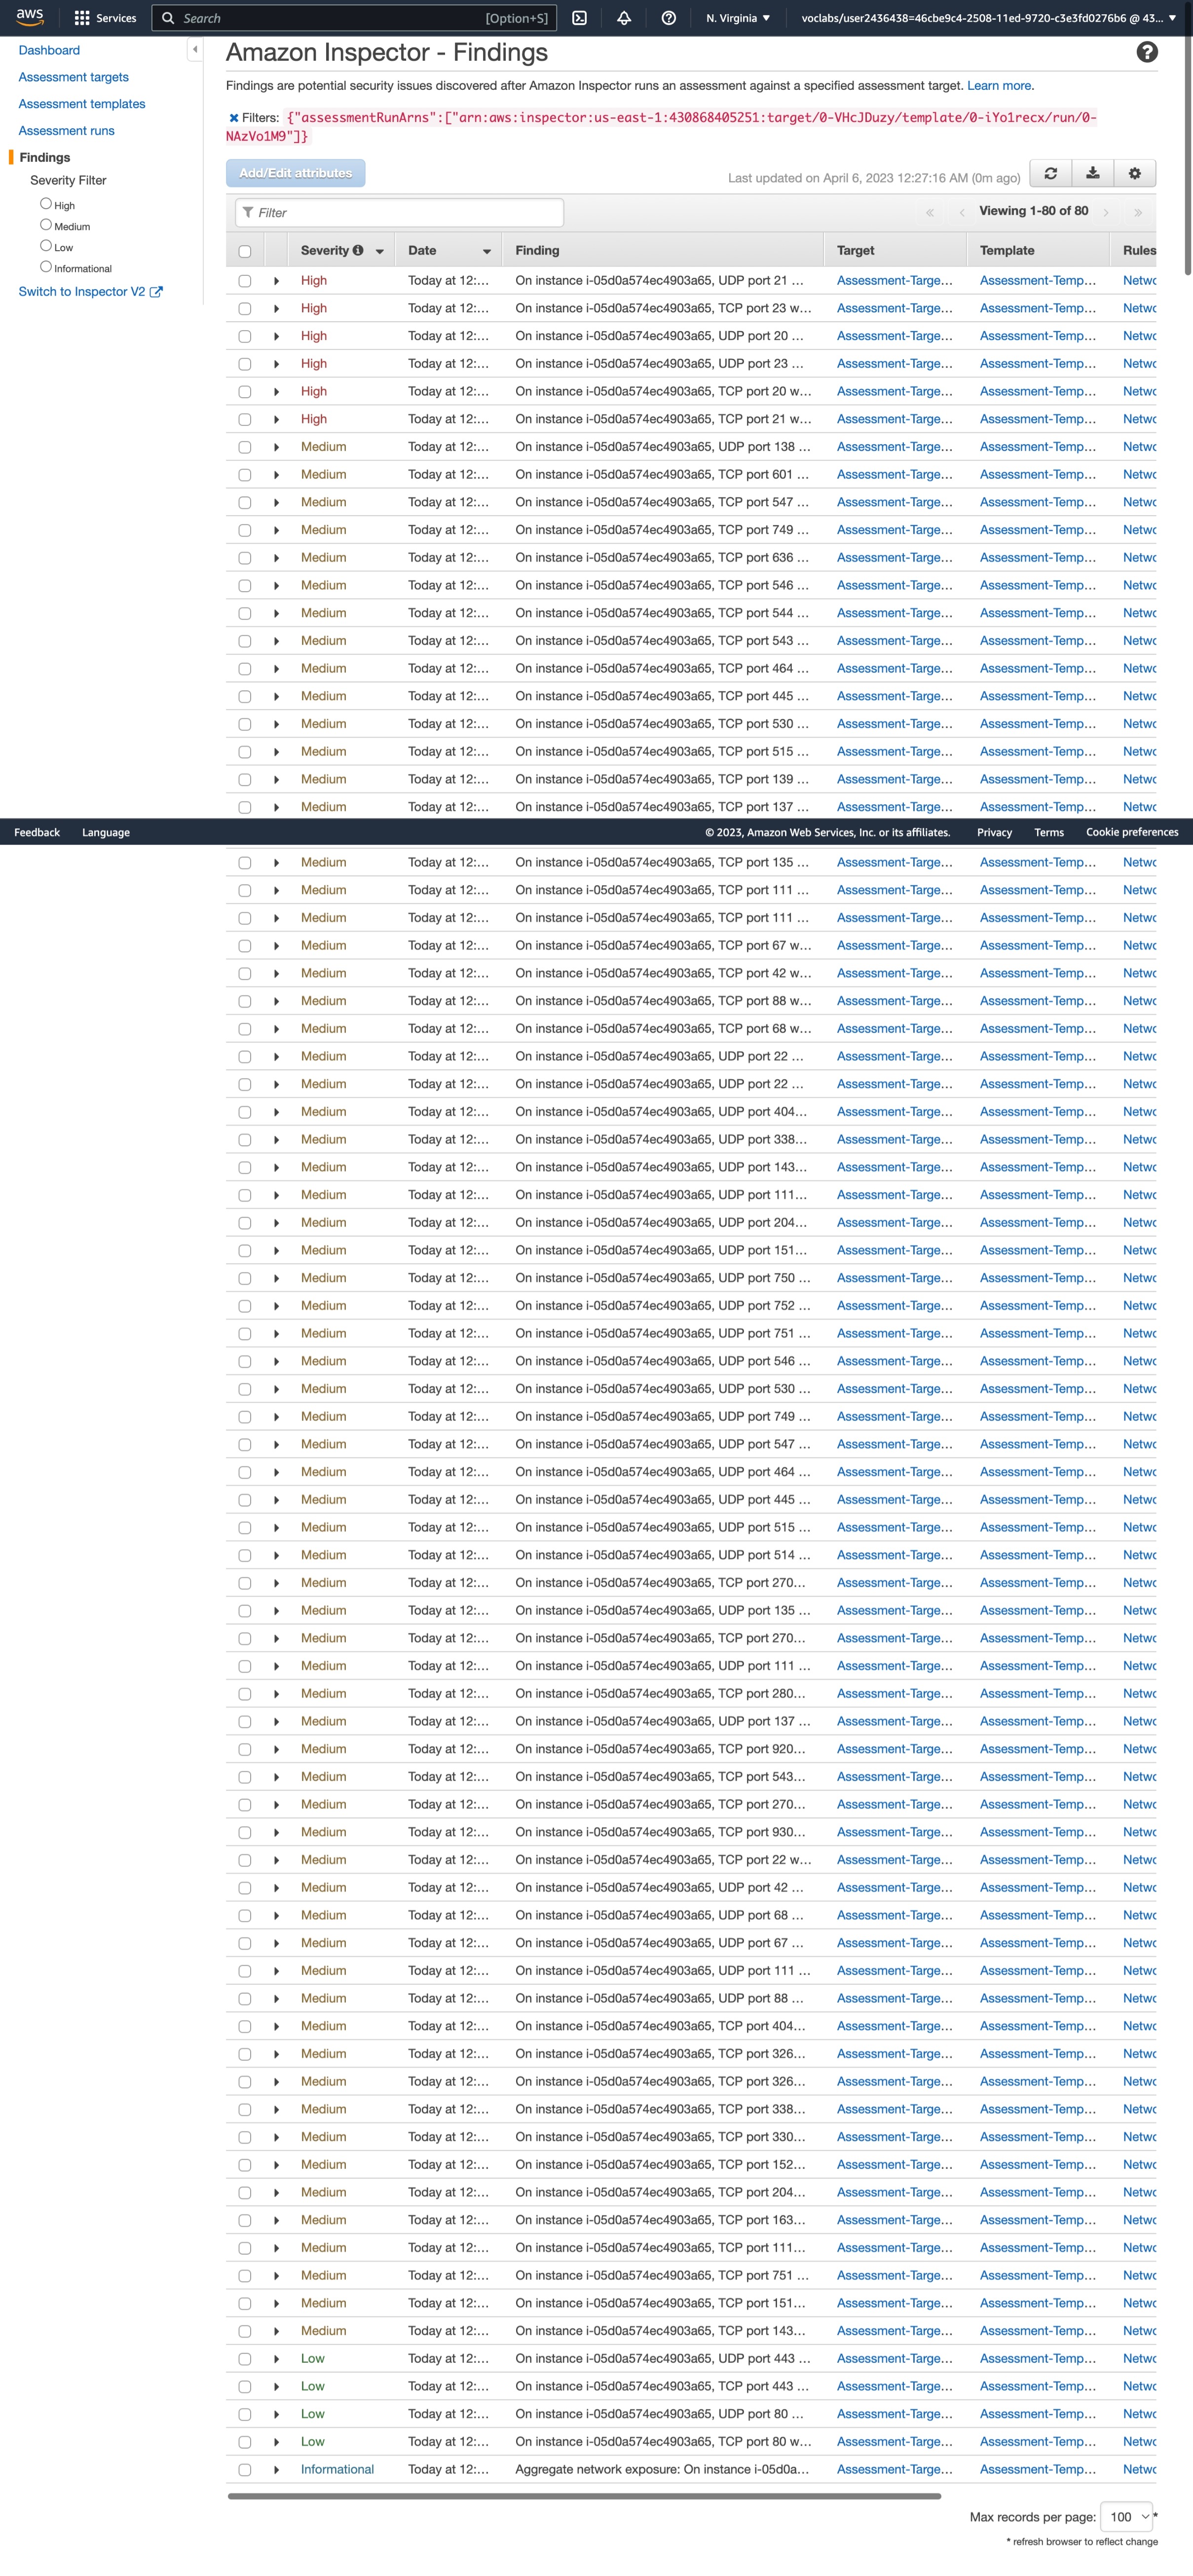 aws Services Search [Option+S] N. Virginia voclabs/user2436438=46cbe9c4-2508-11ed-9720-c3e3fd0276b6 @ 43...
Dashboard
Assessment targets
Assessment templates
Assessment runs
Findings
Severity Filter
High
Medium
Low
Informational
Switch to Inspector V2
Amazon Inspector - Findings
Findings are potential security issues discovered after Amazon Inspector runs an assessment against a specified assessment target. Learn more.
Filters: {"assessmentRunArns":["arn:aws:inspector:us-east-1:430868405251:target/0-VHcJDuzy/template/0-iYo1recx/run/0-
NAzVo1M9"]}
Add/Edit attributes Last updated on April 6, 2023 12:27:16 AM (0m ago)
Filter « ‹ Viewing 1-80 of 80 › »
Severity Date Finding Target Template Rules
High Today at 12:... On instance i-05d0a574ec4903a65, UDP port 21 ... Assessment-Targe... Assessment-Temp... Netwo
High Today at 12:... On instance i-05d0a574ec4903a65, TCP port 23 w... Assessment-Targe... Assessment-Temp... Netwo
High Today at 12:... On instance i-05d0a574ec4903a65, UDP port 20 ... Assessment-Targe... Assessment-Temp... Netwo
High Today at 12:... On instance i-05d0a574ec4903a65, UDP port 23 ... Assessment-Targe... Assessment-Temp... Netwo
High Today at 12:... On instance i-05d0a574ec4903a65, TCP port 20 w... Assessment-Targe... Assessment-Temp... Netwo
High Today at 12:... On instance i-05d0a574ec4903a65, TCP port 21 w... Assessment-Targe... Assessment-Temp... Netwo
Medium Today at 12:... On instance i-05d0a574ec4903a65, UDP port 138 ... Assessment-Targe... Assessment-Temp... Netwo
Medium Today at 12:... On instance i-05d0a574ec4903a65, TCP port 601 ... Assessment-Targe... Assessment-Temp... Netwo
Medium Today at 12:... On instance i-05d0a574ec4903a65, TCP port 547 ... Assessment-Targe... Assessment-Temp... Netwo
Medium Today at 12:... On instance i-05d0a574ec4903a65, TCP port 749 ... Assessment-Targe... Assessment-Temp... Netwo
Medium Today at 12:... On instance i-05d0a574ec4903a65, TCP port 636 ... Assessment-Targe... Assessment-Temp... Netwo
Medium Today at 12:... On instance i-05d0a574ec4903a65, TCP port 546 ... Assessment-Targe... Assessment-Temp... Netwo
Medium Today at 12:... On instance i-05d0a574ec4903a65, TCP port 544 ... Assessment-Targe... Assessment-Temp... Netwo
Medium Today at 12:... On instance i-05d0a574ec4903a65, TCP port 543 ... Assessment-Targe... Assessment-Temp... Netwo
Medium Today at 12:... On instance i-05d0a574ec4903a65, TCP port 464 ... Assessment-Targe... Assessment-Temp... Netwo
Medium Today at 12:... On instance i-05d0a574ec4903a65, TCP port 445 ... Assessment-Targe... Assessment-Temp... Netwo
Medium Today at 12:... On instance i-05d0a574ec4903a65, TCP port 530 ... Assessment-Targe... Assessment-Temp... Netwo
Medium Today at 12:... On instance i-05d0a574ec4903a65, TCP port 515 ... Assessment-Targe... Assessment-Temp... Netwo
Medium Today at 12:... On instance i-05d0a574ec4903a65, TCP port 139 ... Assessment-Targe... Assessment-Temp... Netwo
Medium Today at 12:... On instance i-05d0a574ec4903a65, TCP port 137 ... Assessment-Targe... Assessment-Temp... Netwo
Feedback Language © 2023, Amazon Web Services, Inc. or its affiliates. Privacy Terms Cookie preferences
Medium Today at 12:... On instance i-05d0a574ec4903a65, TCP port 135 ... Assessment-Targe... Assessment-Temp... Netwo
Medium Today at 12:... On instance i-05d0a574ec4903a65, TCP port 111 ... Assessment-Targe... Assessment-Temp... Netwo
Medium Today at 12:... On instance i-05d0a574ec4903a65, TCP port 111 ... Assessment-Targe... Assessment-Temp... Netwo
Medium Today at 12:... On instance i-05d0a574ec4903a65, TCP port 67 w... Assessment-Targe... Assessment-Temp... Netwo
Medium Today at 12:... On instance i-05d0a574ec4903a65, TCP port 42 w... Assessment-Targe... Assessment-Temp... Netwo
Medium Today at 12:... On instance i-05d0a574ec4903a65, TCP port 88 w... Assessment-Targe... Assessment-Temp... Netwo
Medium Today at 12:... On instance i-05d0a574ec4903a65, TCP port 68 w... Assessment-Targe... Assessment-Temp... Netwo
Medium Today at 12:... On instance i-05d0a574ec4903a65, UDP port 22 ... Assessment-Targe... Assessment-Temp... Netwo
Medium Today at 12:... On instance i-05d0a574ec4903a65, UDP port 22 ... Assessment-Targe... Assessment-Temp... Netwo
Medium Today at 12:... On instance i-05d0a574ec4903a65, UDP port 404... Assessment-Targe... Assessment-Temp... Netwo
Medium Today at 12:... On instance i-05d0a574ec4903a65, UDP port 338... Assessment-Targe... Assessment-Temp... Netwo
Medium Today at 12:... On instance i-05d0a574ec4903a65, UDP port 143... Assessment-Targe... Assessment-Temp... Netwo
Medium Today at 12:... On instance i-05d0a574ec4903a65, UDP port 111... Assessment-Targe... Assessment-Temp... Netwo
Medium Today at 12:... On instance i-05d0a574ec4903a65, UDP port 204... Assessment-Targe... Assessment-Temp... Netwo
Medium Today at 12:... On instance i-05d0a574ec4903a65, UDP port 151... Assessment-Targe... Assessment-Temp... Netwo
Medium Today at 12:... On instance i-05d0a574ec4903a65, UDP port 750 ... Assessment-Targe... Assessment-Temp... Netwo
Medium Today at 12:... On instance i-05d0a574ec4903a65, UDP port 752 ... Assessment-Targe... Assessment-Temp... Netwo
Medium Today at 12:... On instance i-05d0a574ec4903a65, UDP port 751 ... Assessment-Targe... Assessment-Temp... Netwo
Medium Today at 12:... On instance i-05d0a574ec4903a65, UDP port 546 ... Assessment-Targe... Assessment-Temp... Netwo
Medium Today at 12:... On instance i-05d0a574ec4903a65, UDP port 530 ... Assessment-Targe... Assessment-Temp... Netwo
Medium Today at 12:... On instance i-05d0a574ec4903a65, UDP port 749 ... Assessment-Targe... Assessment-Temp... Netwo
Medium Today at 12:... On instance i-05d0a574ec4903a65, UDP port 547 ... Assessment-Targe... Assessment-Temp... Netwo
Medium Today at 12:... On instance i-05d0a574ec4903a65, UDP port 464 ... Assessment-Targe... Assessment-Temp... Netwo
Medium Today at 12:... On instance i-05d0a574ec4903a65, UDP port 445 ... Assessment-Targe... Assessment-Temp... Netwo
Medium Today at 12:... On instance i-05d0a574ec4903a65, UDP port 515 ... Assessment-Targe... Assessment-Temp... Netwo
Medium Today at 12:... On instance i-05d0a574ec4903a65, UDP port 514 ... Assessment-Targe... Assessment-Temp... Netwo
Medium Today at 12:... On instance i-05d0a574ec4903a65, TCP port 270... Assessment-Targe... Assessment-Temp... Netwo
Medium Today at 12:... On instance i-05d0a574ec4903a65, UDP port 135 ... Assessment-Targe... Assessment-Temp... Netwo
Medium Today at 12:... On instance i-05d0a574ec4903a65, TCP port 270... Assessment-Targe... Assessment-Temp... Netwo
Medium Today at 12:... On instance i-05d0a574ec4903a65, UDP port 111 ... Assessment-Targe... Assessment-Temp... Netwo
Medium Today at 12:... On instance i-05d0a574ec4903a65, TCP port 280... Assessment-Targe... Assessment-Temp... Netwo
Medium Today at 12:... On instance i-05d0a574ec4903a65, UDP port 137 ... Assessment-Targe... Assessment-Temp... Netwo
Medium Today at 12:... On instance i-05d0a574ec4903a65, TCP port 920... Assessment-Targe... Assessment-Temp... Netwo
Medium Today at 12:... On instance i-05d0a574ec4903a65, TCP port 543... Assessment-Targe... Assessment-Temp... Netwo
Medium Today at 12:... On instance i-05d0a574ec4903a65, TCP port 270... Assessment-Targe... Assessment-Temp... Netwo
Medium Today at 12:... On instance i-05d0a574ec4903a65, TCP port 930... Assessment-Targe... Assessment-Temp... Netwo
Medium Today at 12:... On instance i-05d0a574ec4903a65, TCP port 22 w... Assessment-Targe... Assessment-Temp... Netwo
Medium Today at 12:... On instance i-05d0a574ec4903a65, UDP port 42 ... Assessment-Targe... Assessment-Temp... Netwo
Medium Today at 12:... On instance i-05d0a574ec4903a65, UDP port 68 ... Assessment-Targe... Assessment-Temp... Netwo
Medium Today at 12:... On instance i-05d0a574ec4903a65, UDP port 67 ... Assessment-Targe... Assessment-Temp... Netwo
Medium Today at 12:... On instance i-05d0a574ec4903a65, UDP port 111 ... Assessment-Targe... Assessment-Temp... Netwo
Medium Today at 12:... On instance i-05d0a574ec4903a65, UDP port 88 ... Assessment-Targe... Assessment-Temp... Netwo
Medium Today at 12:... On instance i-05d0a574ec4903a65, TCP port 404... Assessment-Targe... Assessment-Temp... Netwo
Medium Today at 12:... On instance i-05d0a574ec4903a65, TCP port 326... Assessment-Targe... Assessment-Temp... Netwo
Medium Today at 12:... On instance i-05d0a574ec4903a65, TCP port 326... Assessment-Targe... Assessment-Temp... Netwo
Medium Today at 12:... On instance i-05d0a574ec4903a65, TCP port 338... Assessment-Targe... Assessment-Temp... Netwo
Medium Today at 12:... On instance i-05d0a574ec4903a65, TCP port 330... Assessment-Targe... Assessment-Temp... Netwo
Medium Today at 12:... On instance i-05d0a574ec4903a65, TCP port 152... Assessment-Targe... Assessment-Temp... Netwo
Medium Today at 12:... On instance i-05d0a574ec4903a65, TCP port 204... Assessment-Targe... Assessment-Temp... Netwo
Medium Today at 12:... On instance i-05d0a574ec4903a65, TCP port 163... Assessment-Targe... Assessment-Temp... Netwo
Medium Today at 12:... On instance i-05d0a574ec4903a65, TCP port 111... Assessment-Targe... Assessment-Temp... Netwo
Medium Today at 12:... On instance i-05d0a574ec4903a65, TCP port 751 ... Assessment-Targe... Assessment-Temp... Netwo
Medium Today at 12:... On instance i-05d0a574ec4903a65, TCP port 151... Assessment-Targe... Assessment-Temp... Netwo
Medium Today at 12:... On instance i-05d0a574ec4903a65, TCP port 143... Assessment-Targe... Assessment-Temp... Netwo
Low Today at 12:... On instance i-05d0a574ec4903a65, UDP port 443 ... Assessment-Targe... Assessment-Temp... Netwo
Low Today at 12:... On instance i-05d0a574ec4903a65, TCP port 443 ... Assessment-Targe... Assessment-Temp... Netwo
Low Today at 12:... On instance i-05d0a574ec4903a65, UDP port 80 ... Assessment-Targe... Assessment-Temp... Netwo
Low Today at 12:... On instance i-05d0a574ec4903a65, TCP port 80 w... Assessment-Targe... Assessment-Temp... Netwo
Informational Today at 12:... Aggregate network exposure: On instance i-05d0a... Assessment-Targe... Assessment-Temp... Netwo
Max records per page: 100 *
* refresh browser to reflect change